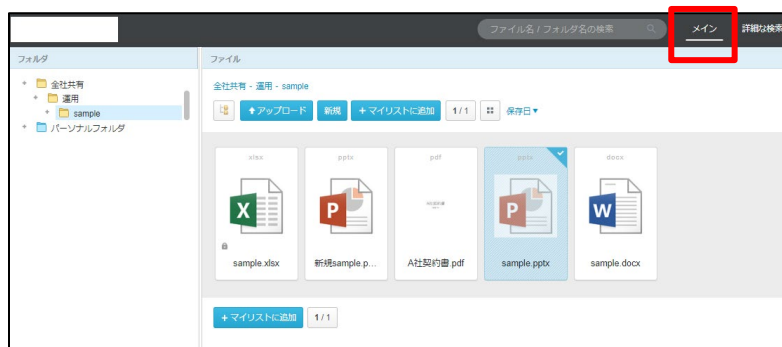 ファイル名 / フォルダ名の検索
メイン
詳細な検索
フォルダ
ファイル
全社共有
運用
sample
パーソナルフォルダ
全社共有 - 運用 - sample
アップロード
新規
+ マイリストに追加
1 / 1
保存日▼
xlsx
pptx
pdf
pptx
docx
sample.xlsx
新規sample.p...
A社契約書.pdf
sample.pptx
sample.docx
+ マイリストに追加
1 / 1